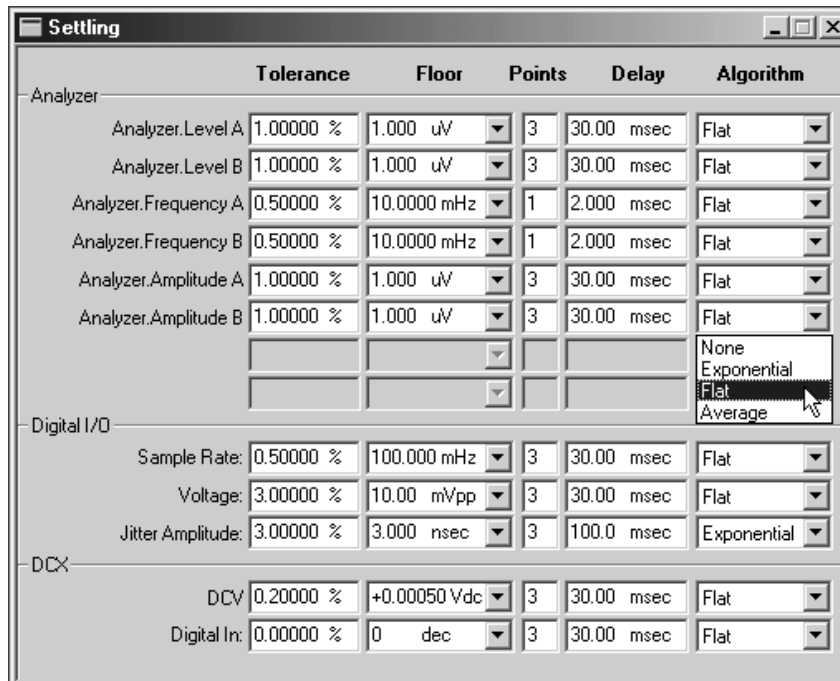 Settling
Tolerance Floor Points Delay Algorithm
Analyzer
Analyzer.Level A 1.00000 % 1.000 uV 3 30.00 msec Flat
Analyzer.Level B 1.00000 % 1.000 uV 3 30.00 msec Flat
Analyzer.Frequency A 0.50000 % 10.0000 mHz 1 2.000 msec Flat
Analyzer.Frequency B 0.50000 % 10.0000 mHz 1 2.000 msec Flat
Analyzer.Amplitude A 1.00000 % 1.000 uV 3 30.00 msec Flat
Analyzer.Amplitude B 1.00000 % 1.000 uV 3 30.00 msec Flat
None
Exponential
Flat
Average
Digital I/O
Sample Rate: 0.50000 % 100.000 mHz 3 30.00 msec Flat
Voltage: 3.00000 % 10.00 mVpp 3 30.00 msec Flat
Jitter Amplitude: 3.00000 % 3.000 nsec 3 100.0 msec Exponential
DCX
DCV 0.20000 % +0.00050 Vdc 3 30.00 msec Flat
Digital In: 0.00000 % 0 dec 3 30.00 msec Flat